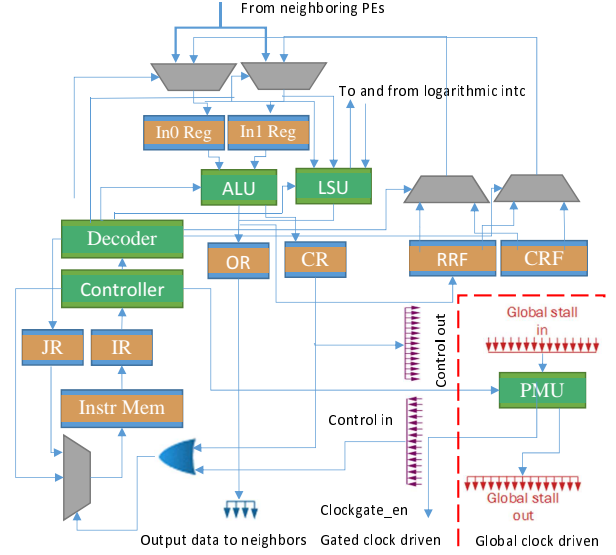 From neighboring PEs
To and from logarithmic intc
In0 Reg
In1 Reg
ALU
LSU
Decoder
OR
CR
RRF
CRF
Controller
JR
IR
Control out
Global stall
in
PMU
Instr Mem
Control in
Global stall
out
Clockgate_en
Output data to neighbors
Gated clock driven
Global clock driven